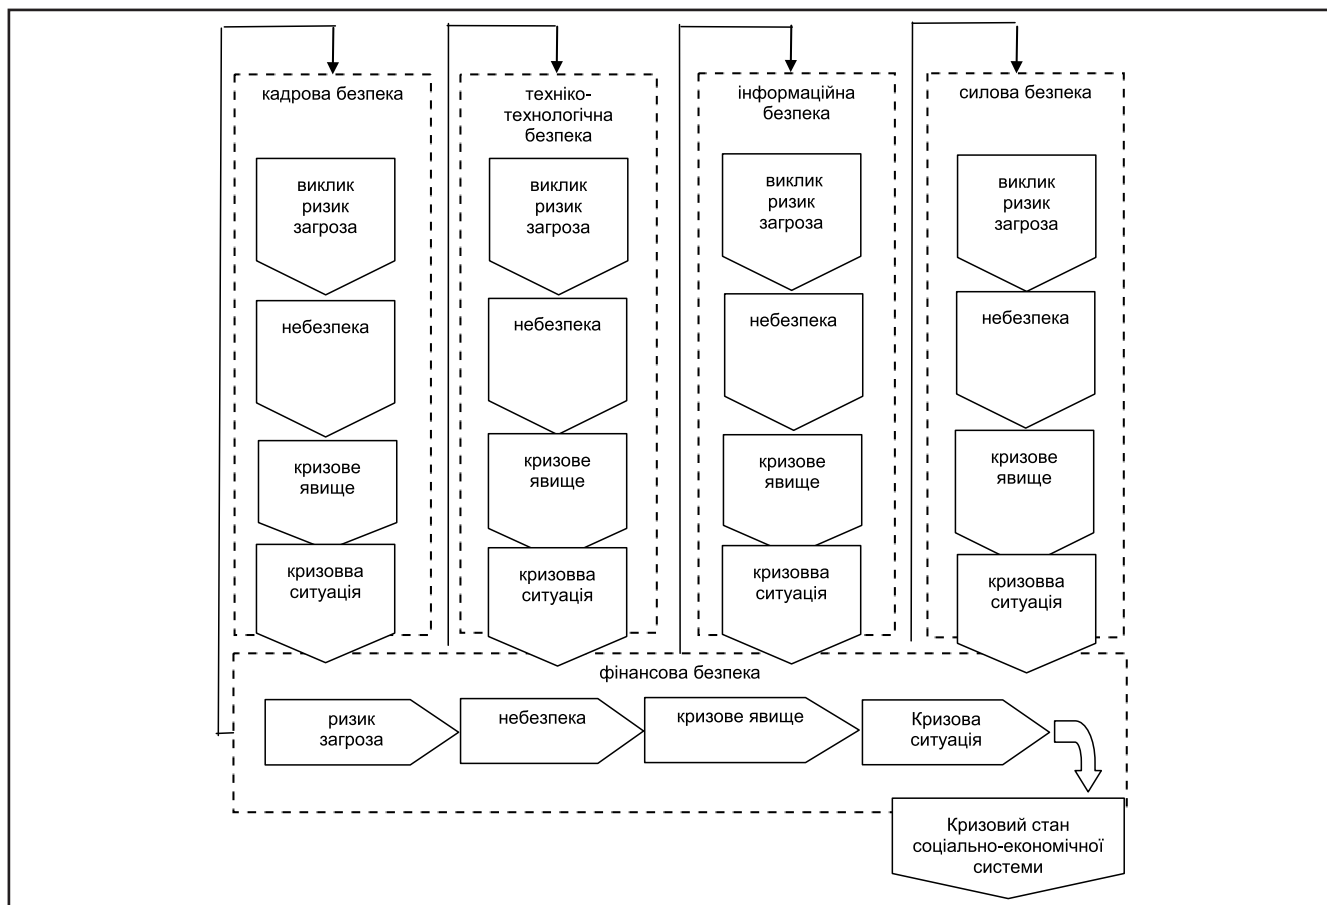 кадрова безпека
виклик
ризик
загроза
небезпека
кризове
явище
кризовва
ситуація
техніко-
технологічна
безпека
виклик
ризик
загроза
небезпека
кризове
явище
кризовва
ситуація
інформаційна
безпека
виклик
ризик
загроза
небезпека
кризове
явище
кризовва
ситуація
силова безпека
виклик
ризик
загроза
небезпека
кризове
явище
кризовва
ситуація
фінансова безпека
ризик
загроза
небезпека
кризове явище
Кризова
ситуація
Кризовий стан
соціально-економічної
системи